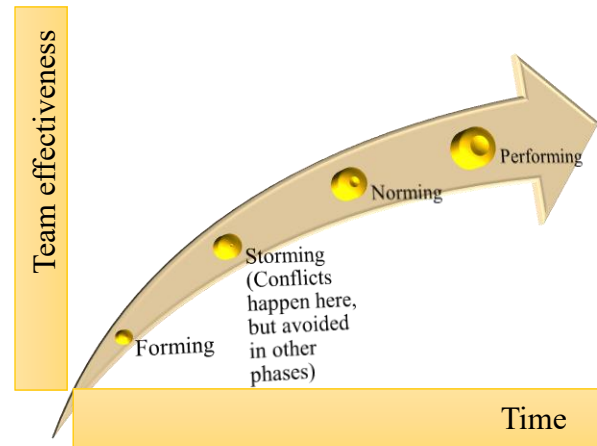 Team effectiveness
Performing
Norming
Storming
(Conflicts
happen here,
but avoided
in other
phases)
Forming
Time